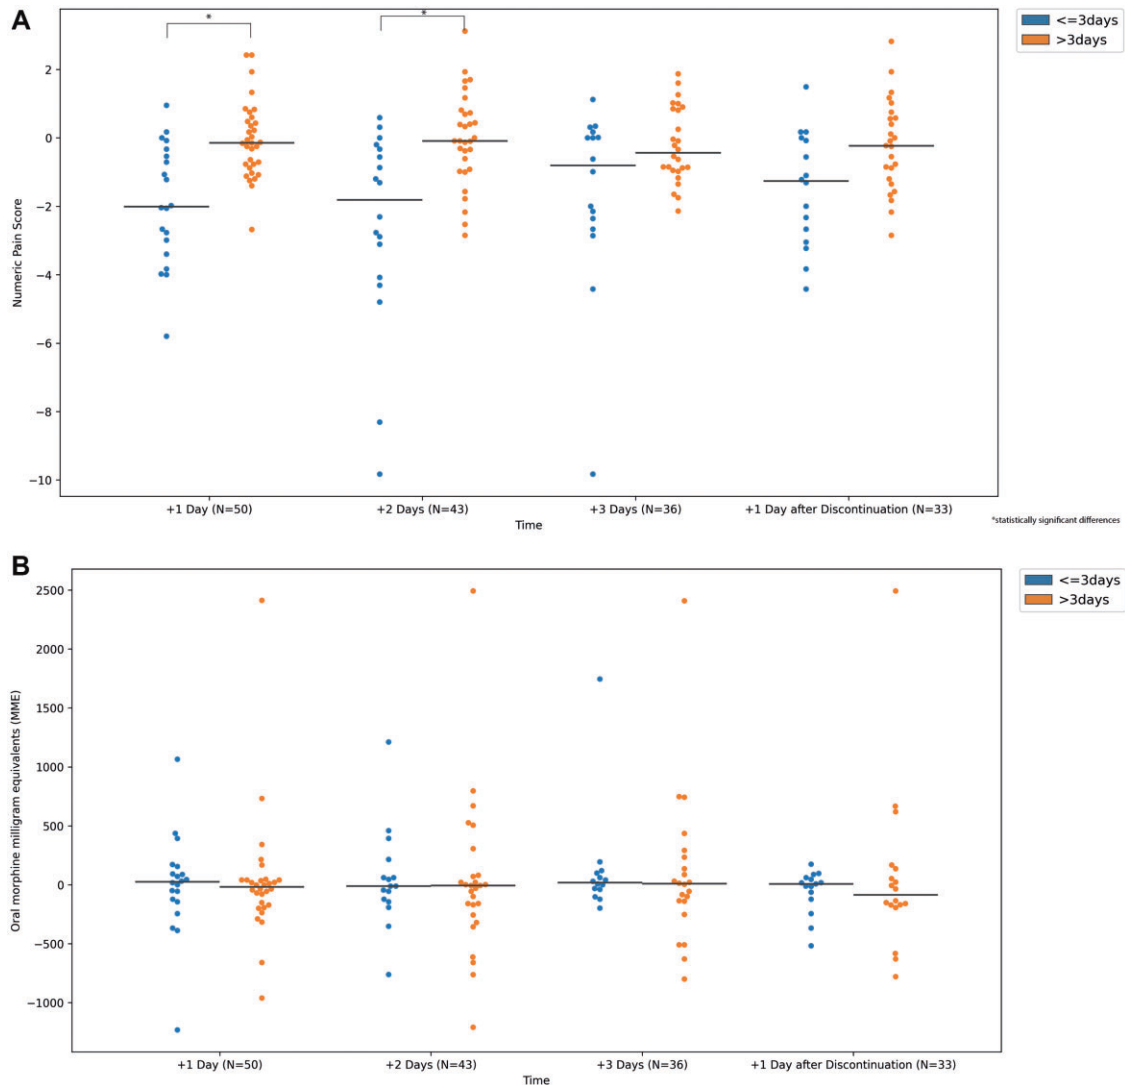 A
*
*
<=3days
>3days
2
0
−2
−4
−6
−8
−10
Numeric Pain Score
+1 Day (N=50)
+2 Days (N=43)
+3 Days (N=36)
+1 Day after Discontinuation (N=33)
Time
*statistically significant differences
B
<=3days
>3days
2500
2000
1500
1000
500
0
−500
−1000
Oral morphine milligram equivalents (MME)
+1 Day (N=50)
+2 Days (N=43)
+3 Days (N=36)
+1 Day after Discontinuation (N=33)
Time